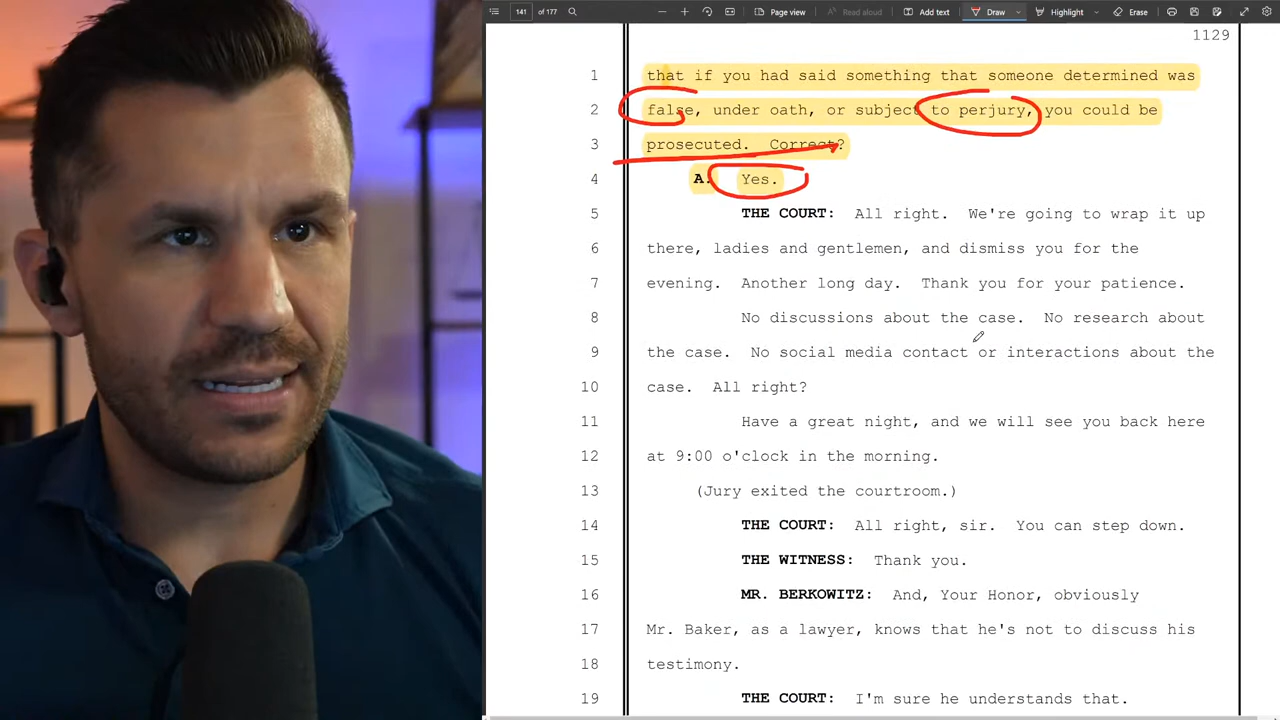 141 of 177 Page view Read aloud Add text Draw Highlight Erase
1129
1 that if you had said something that someone determined was
2 false, under oath, or subject to perjury, you could be
3 prosecuted. Correct?
4 A. Yes.
5 THE COURT: All right. We're going to wrap it up
6 there, ladies and gentlemen, and dismiss you for the
7 evening. Another long day. Thank you for your patience.
8 No discussions about the case. No research about
9 the case. No social media contact or interactions about the
10 case. All right?
11 Have a great night, and we will see you back here
12 at 9:00 o'clock in the morning.
13 (Jury exited the courtroom.)
14 THE COURT: All right, sir. You can step down.
15 THE WITNESS: Thank you.
16 MR. BERKOWITZ: And, Your Honor, obviously
17 Mr. Baker, as a lawyer, knows that he's not to discuss his
18 testimony.
19 THE COURT: I'm sure he understands that.